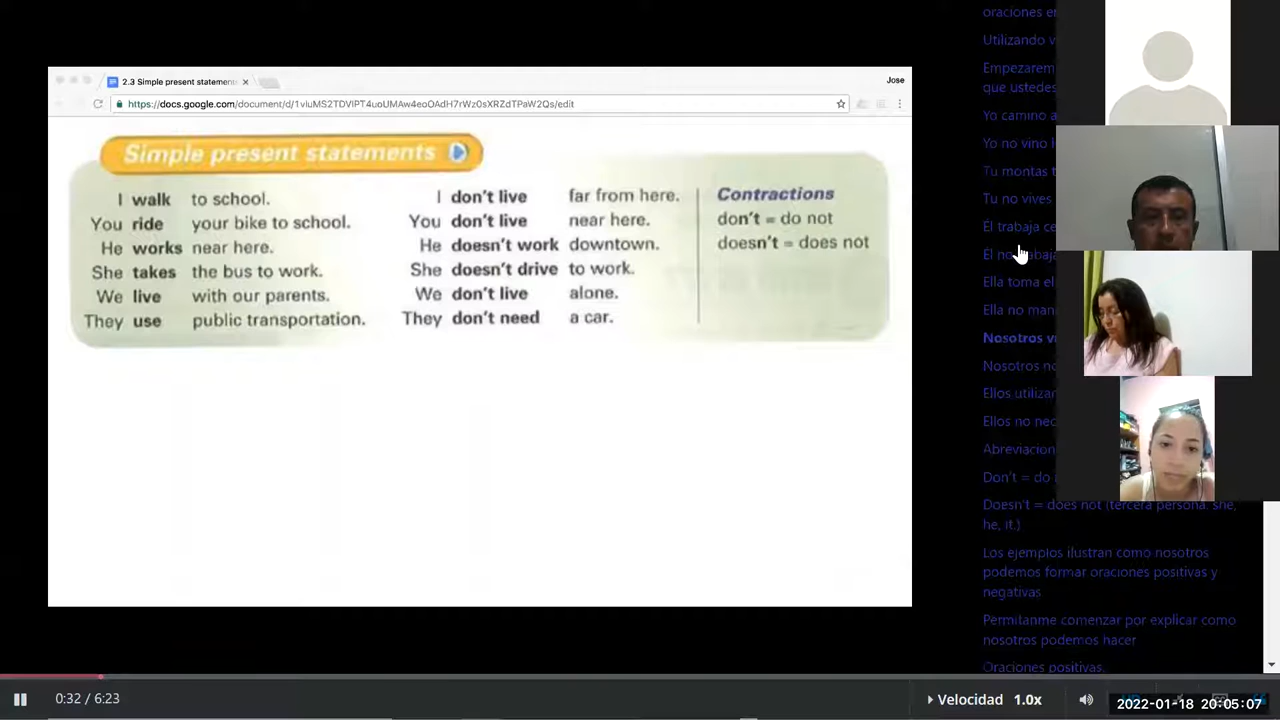 2.3 Simple present statement
Jose
https://docs.google.com/document/d/1vIuMS2TDVIPT4uoUMAw4eoOAdH7rWz0sXRZdTPaW2Qs/edit
Simple present statements
I walk to school.
You ride your bike to school.
He works near here.
She takes the bus to work.
We live with our parents.
They use public transportation.
I don't live far from here.
You don't live near here.
He doesn't work downtown.
She doesn't drive to work.
We don't live alone.
They don't need a car.
Contractions
don't = do not
doesn't = does not
oraciones
Utilizando
Empezarem
que ustedes
Yo camino a
Yo no vino
Tu montas
Tu no vives
Él trabaja ce
Él no trabaja
Ella toma el
Ella no man
Nosotros v
Nosotros no
Ellos utilizan
Ellos no nec
Abreviacion
Don't = do
Doesn't = does not (tercera persona: she,
he, it.)
Los ejemplos ilustran como nosotros
podemos formar oraciones positivas y
negativas
Permitanme comenzar por explicar como
nosotros podemos hacer
Oraciones positivas.
0:32 / 6:23
Velocidad 1.0x
2022-01-18 20:05:07